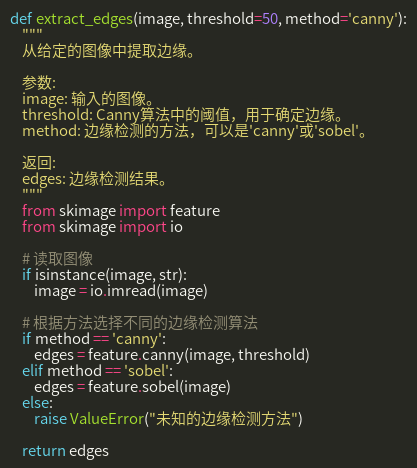 def extract_edges(image, threshold=50, method='canny'):
"""
从给定的图像中提取边缘。
参数:
image: 输入的图像。
threshold: Canny算法中的阈值，用于确定边缘。
method: 边缘检测的方法，可以是'canny'或'sobel'。
返回:
edges: 边缘检测结果。
"""
from skimage import feature
from skimage import io
# 读取图像
if isinstance(image, str):
image = io.imread(image)
# 根据方法选择不同的边缘检测算法
if method == 'canny':
edges = feature.canny(image, threshold)
elif method == 'sobel':
edges = feature.sobel(image)
else:
raise ValueError("未知的边缘检测方法")
return edges